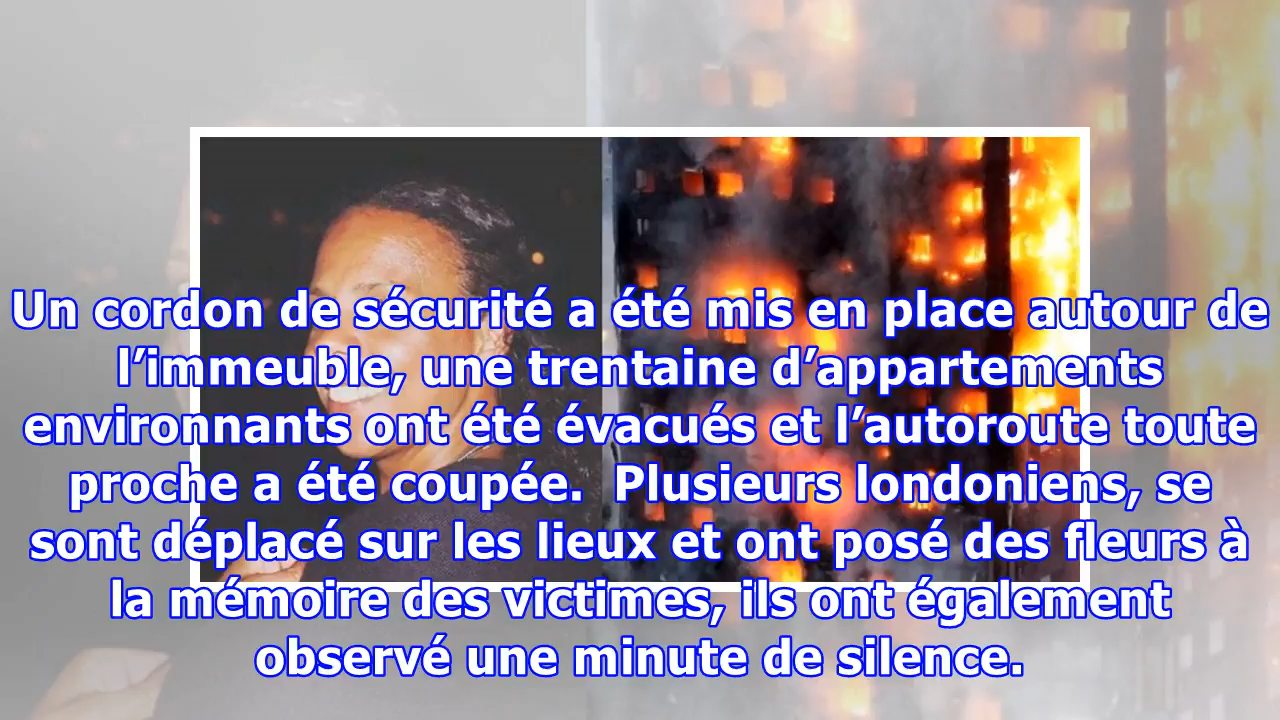 Un cordon de sécurité a été mis en place autour de
l’immeuble, une trentaine d’appartements
environnants ont été évacués et l’autoroute toute
proche a été coupée.  Plusieurs londoniens, se
sont déplacé sur les lieux et ont posé des fleurs à
la mémoire des victimes, ils ont également
observé une minute de silence.